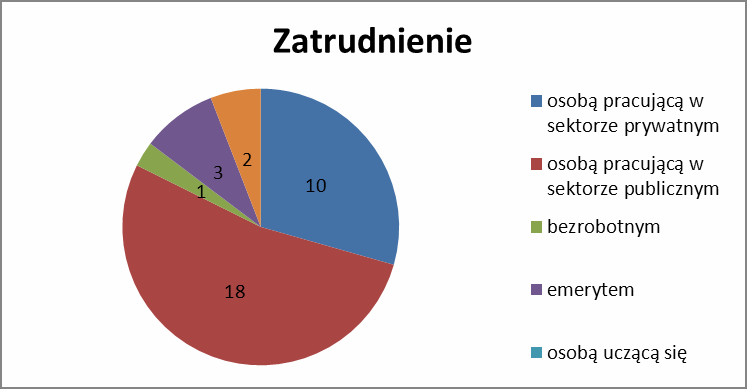 Zatrudnienie
10
18
1
3
2
osobą pracującą w
sektorze prywatnym
osobą pracującą w
sektorze publicznym
bezrobotnym
emerytem
osobą uczącą się